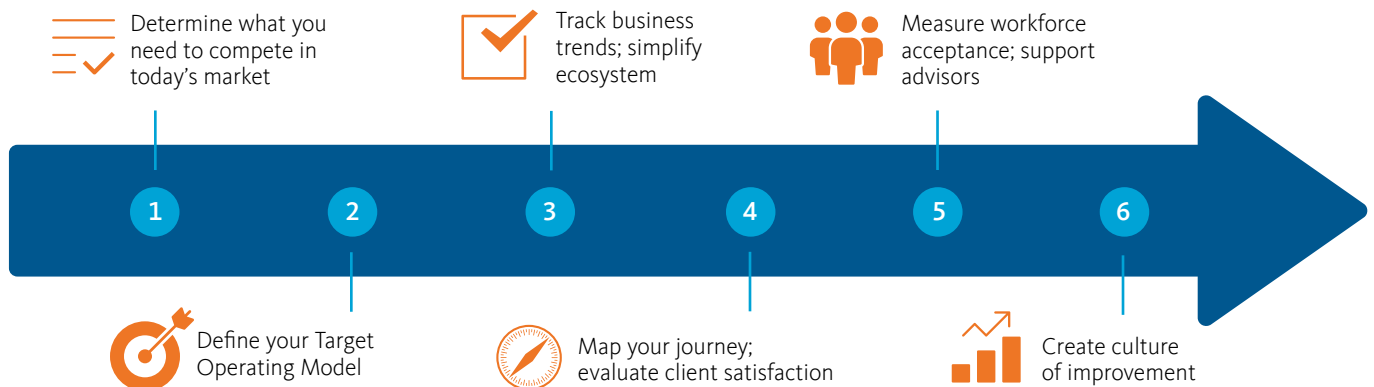 Determine what you
need to compete in
today's market
Track business
trends; simplify
ecosystem
Measure workforce
acceptance; support
advisors
1
2
3
4
5
6
Define your Target
Operating Model
Map your journey;
evaluate client satisfaction
Create culture
of improvement